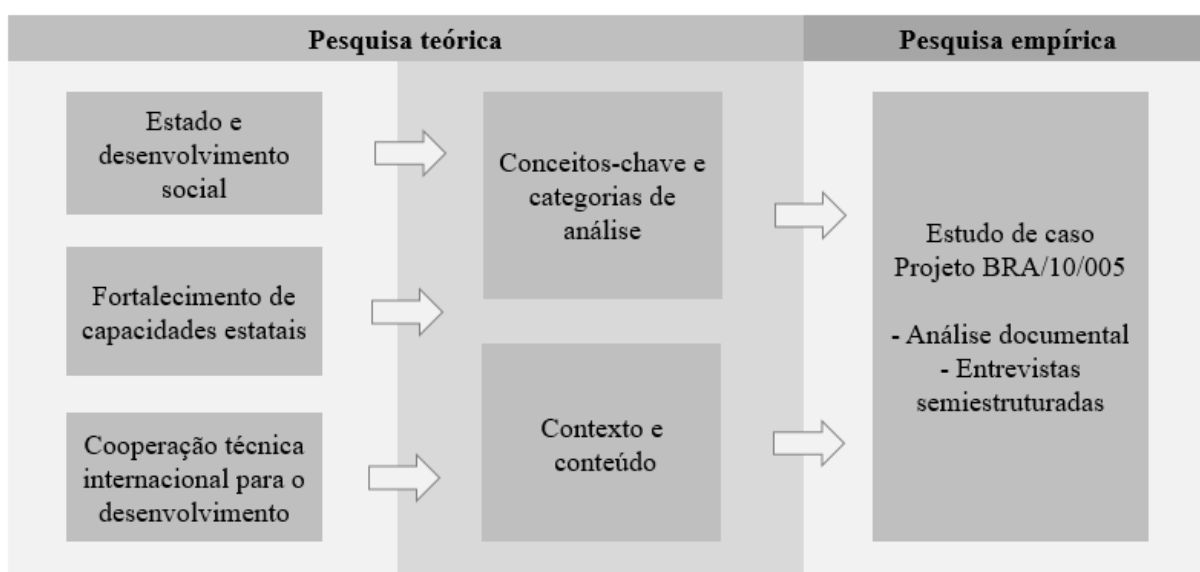 Pesquisa teórica
Pesquisa empírica
Estado e
desenvolvimento
social
Fortalecimento de
capacidades estatais
Cooperação técnica
internacional para o
desenvolvimento
Conceitos-chave e
categorias de
análise
Contexto e
conteúdo
Estudo de caso
Projeto BRA/10/005
- Análise documental
- Entrevistas
semiestruturadas